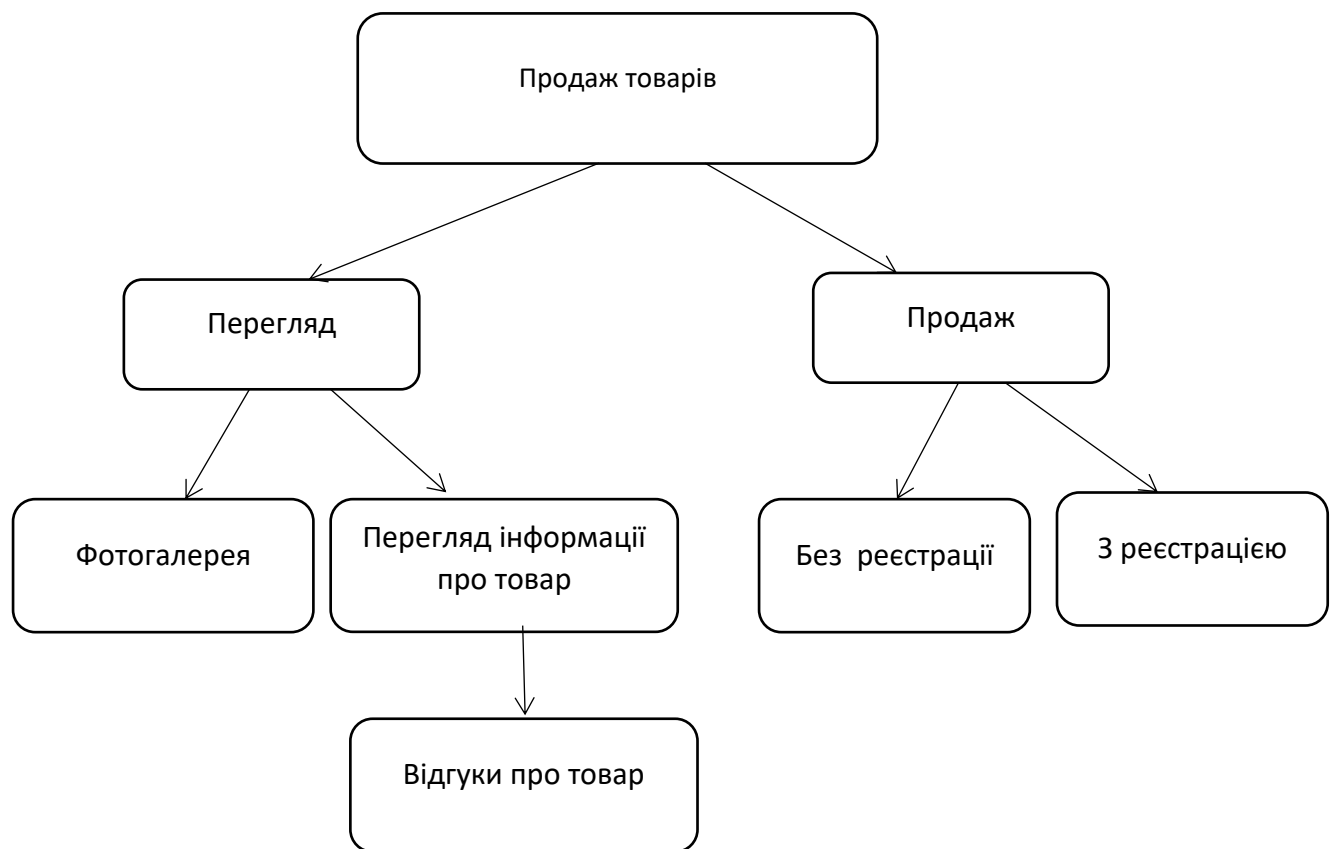 Продаж товарів
Перегляд
Продаж
Фотогалерея
Перегляд інформації
про товар
Без  реєстрації
З реєстрацією
Відгуки про товар